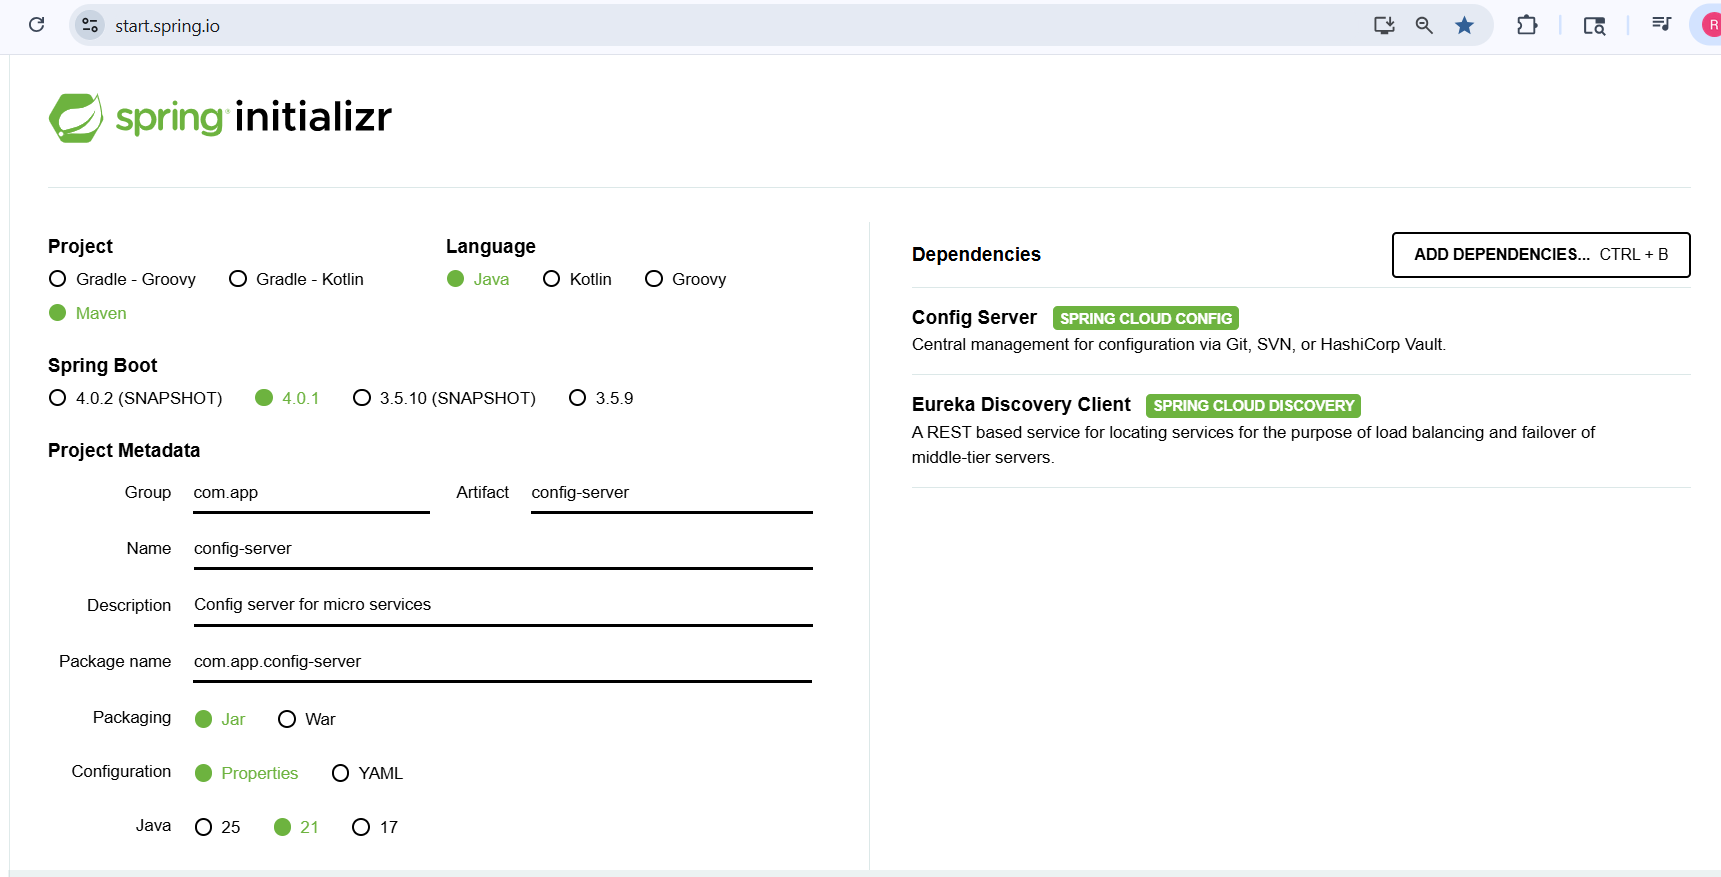 start.spring.io
R
spring initializr
Project
Gradle - Groovy
Gradle - Kotlin
Maven
Language
Java
Kotlin
Groovy
Spring Boot
4.0.2 (SNAPSHOT)
4.0.1
3.5.10 (SNAPSHOT)
3.5.9
Project Metadata
Group
com.app
Artifact
config-server
Name
config-server
Description
Config server for micro services
Package name
com.app.config-server
Packaging
Jar
War
Configuration
Properties
YAML
Java
25
21
17
Dependencies
ADD DEPENDENCIES... CTRL + B
Config Server SPRING CLOUD CONFIG
Central management for configuration via Git, SVN, or HashiCorp Vault.
Eureka Discovery Client SPRING CLOUD DISCOVERY
A REST based service for locating services for the purpose of load balancing and failover of
middle-tier servers.